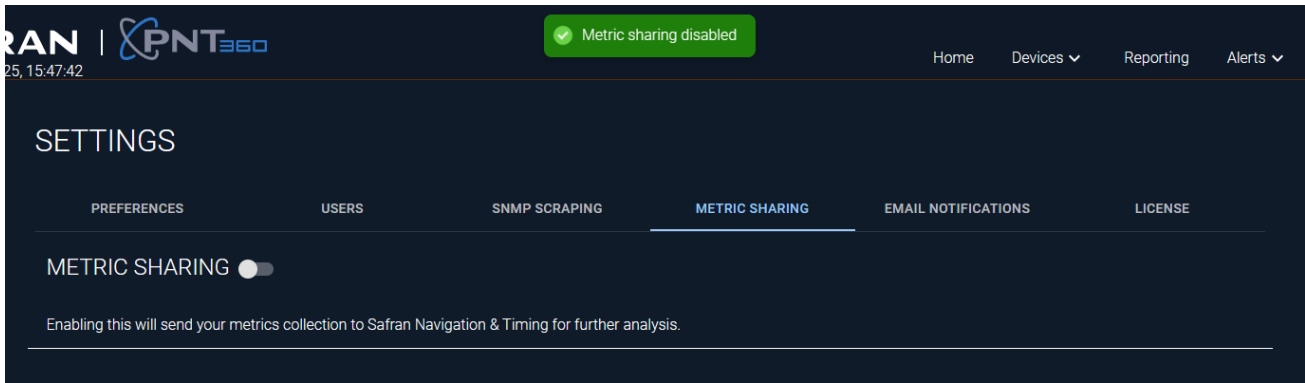 RAN | PNT360
25, 15:47:42
Metric sharing disabled
Home Devices Reporting Alerts
SETTINGS
PREFERENCES USERS SNMP SCRAPING METRIC SHARING EMAIL NOTIFICATIONS LICENSE
METRIC SHARING
Enabling this will send your metrics collection to Safran Navigation & Timing for further analysis.